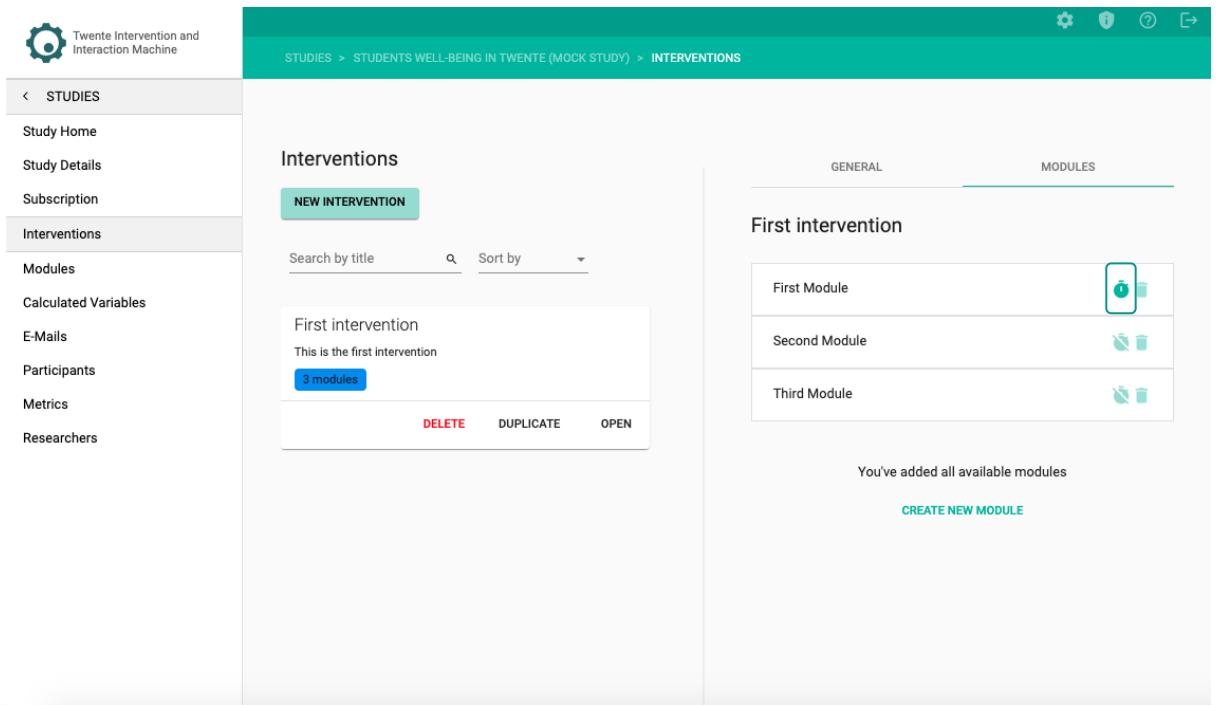 Twente Intervention and
Interaction Machine
STUDIES > STUDENTS WELL-BEING IN TWENTE (MOCK STUDY) > INTERVENTIONS
< STUDIES
Study Home
Study Details
Subscription
Interventions
Modules
Calculated Variables
E-Mails
Participants
Metrics
Researchers
Interventions
NEW INTERVENTION
Search by title
Sort by
First intervention
This is the first intervention
3 modules
DELETE DUPLICATE OPEN
GENERAL MODULES
First intervention
First Module
Second Module
Third Module
You've added all available modules
CREATE NEW MODULE